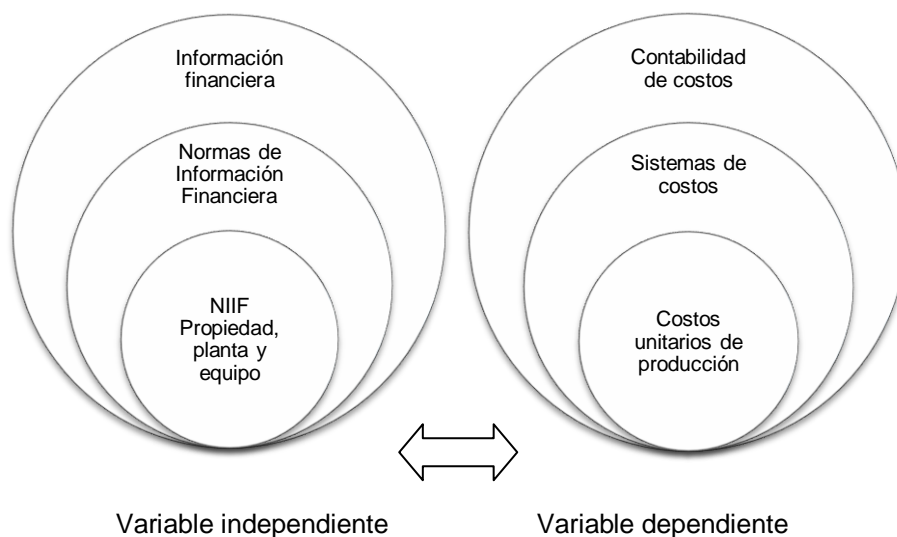 Información
financiera
Normas de
Información
Financiera
NIIF
Propiedad,
planta y
equipo
Contabilidad
de costos
Sistemas de
costos
Costos
unitarios de
producción
Variable independiente
Variable dependiente